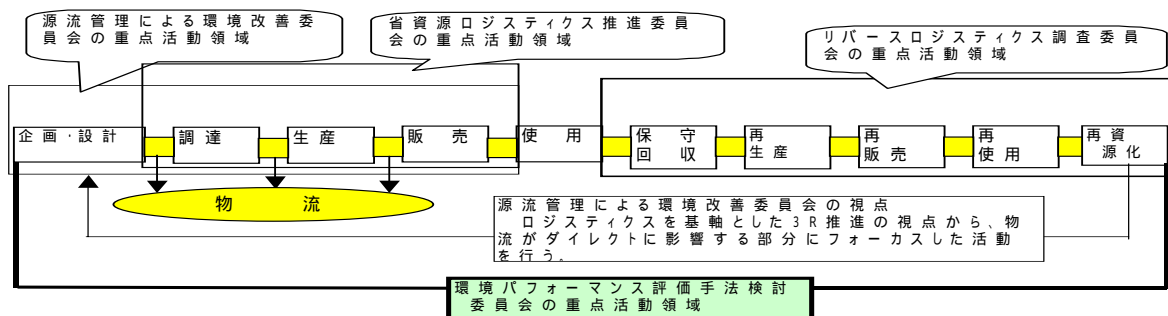 源流管理による環境改善委
員会の重点活動領域
省資源ロジスティクス推進委員
会の重点活動領域
リバースロジスティクス調査委員
会の重点活動領域
企画・設計
調達
生産
販売
使用
保守
回収
再
生産
再
販売
再
使用
再資
源化
物流
源流管理による環境改善委員会の視点
ロジスティクスを基軸とした3R推進の視点から、物
流がダイレクトに影響する部分にフォーカスした活動
を行う。
環境パフォーマンス評価手法検討
委員会の重点活動領域